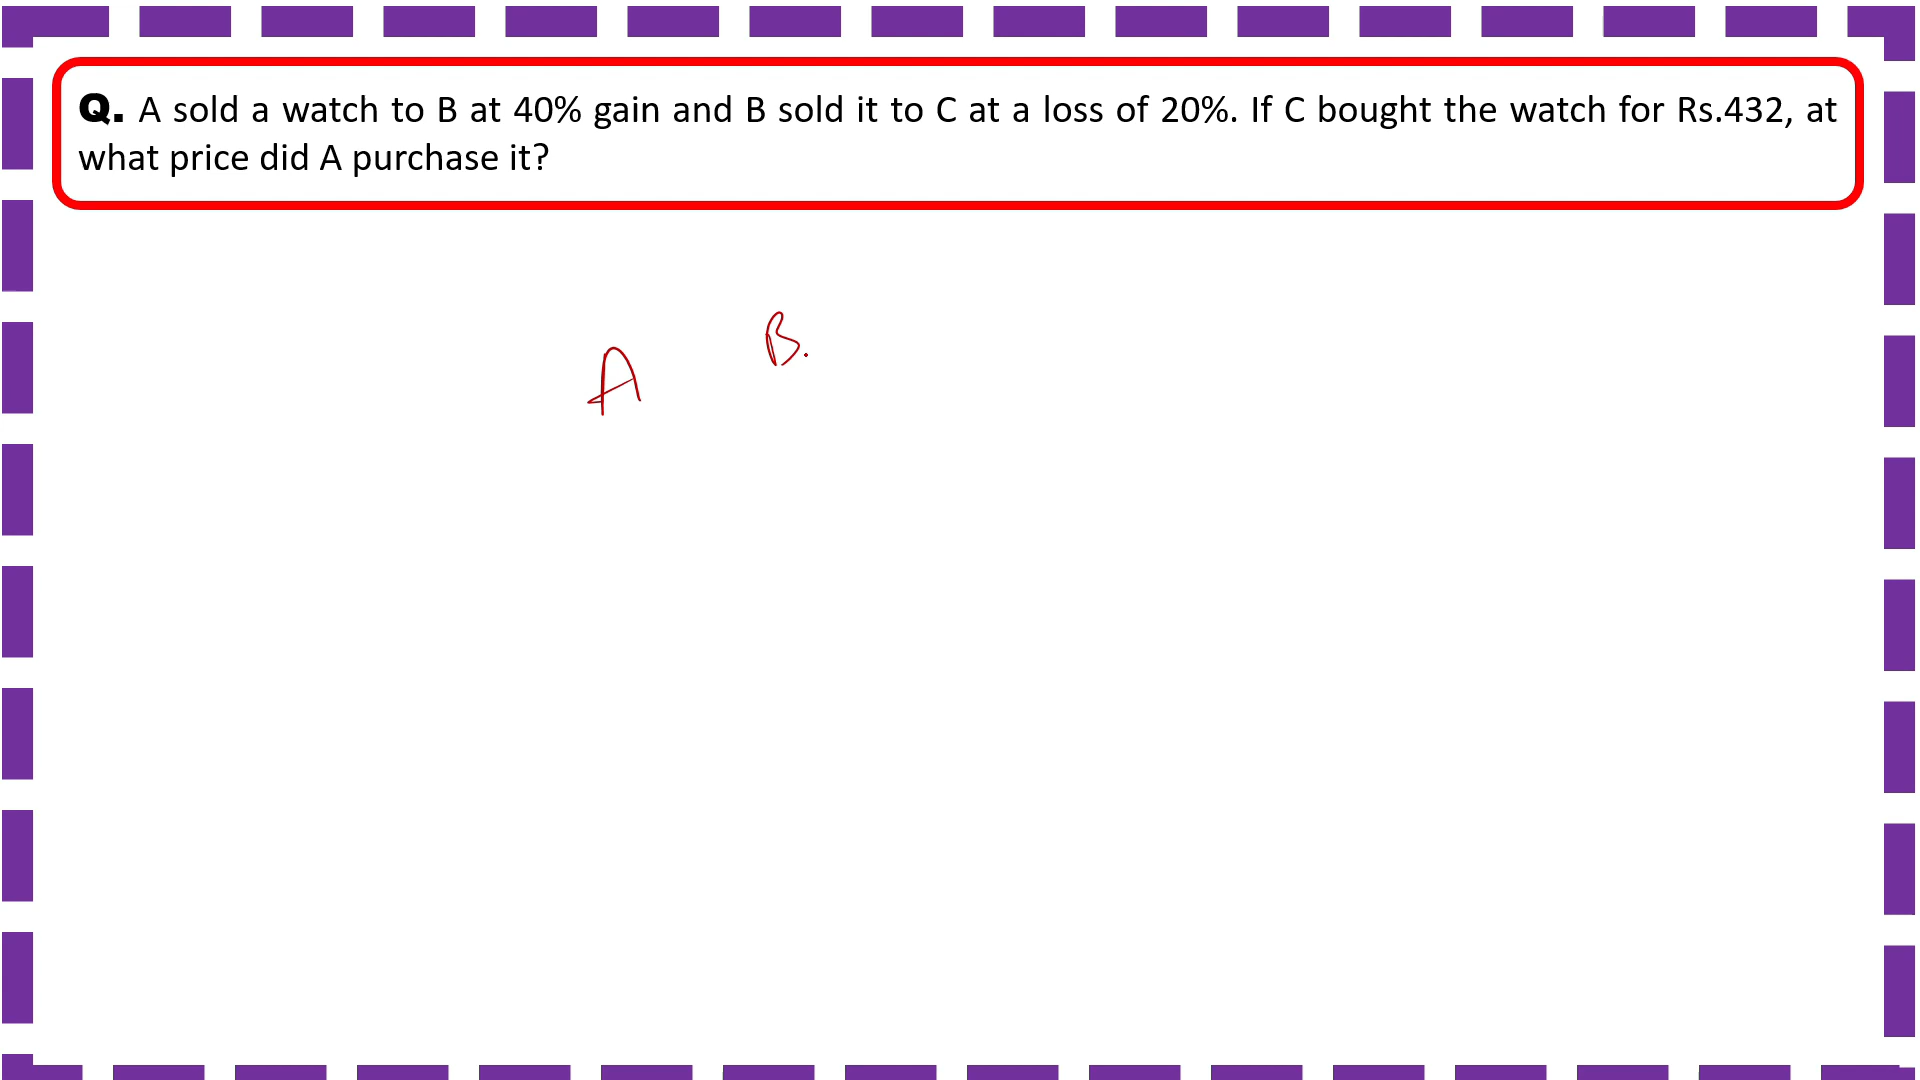 Q. A sold a watch to B at 40% gain and B sold it to C at a loss of 20%. If C bought the watch for Rs.432, at
what price did A purchase it?
A B.